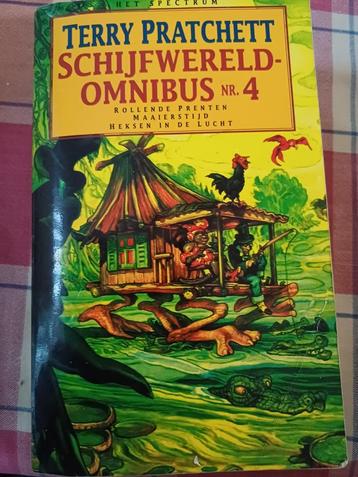 HET SPECTRUM
TERRY PRATCHETT
SCHIJFWERELD-
OMNIBUS NR. 4
ROLLENDE PRENTEN
MAAIERSTIJD
HEKSEN IN DE LUCHT